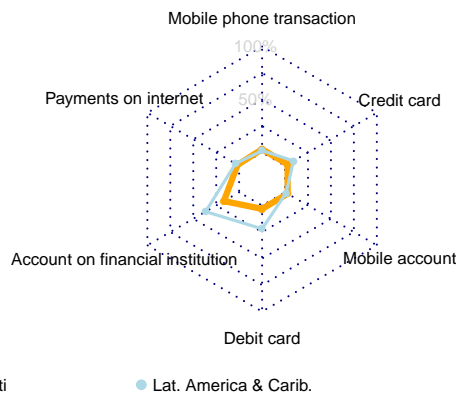 Mobile phone transaction
100%
Payments on internet
50%
Credit card
Account on financial institution
Mobile account
Debit card
ti
Lat. America & Carib.